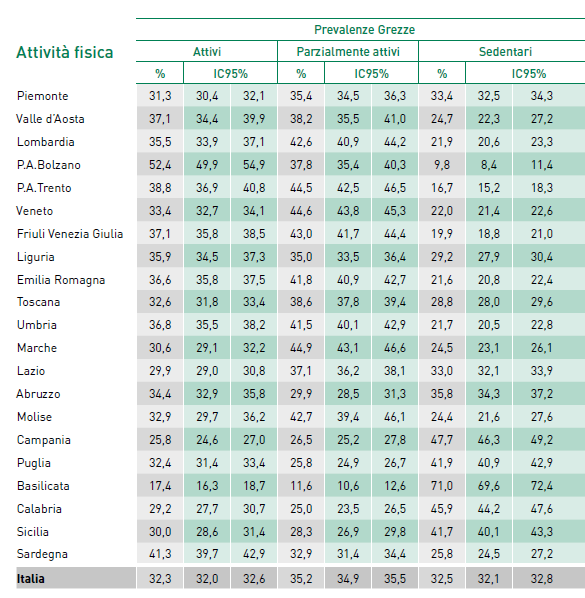 Prevalenze Grezze
Attività fisica Attivi Parzialmente attivi Sedentari
% IC95% % IC95% % IC95%
Piemonte 31,3 30,4 32,1 35,4 34,5 36,3 33,4 32,5 34,3
Valle d'Aosta 37,1 34,4 39,9 38,2 35,5 41,0 24,7 22,3 27,2
Lombardia 35,5 33,9 37,1 42,6 40,9 44,2 21,9 20,6 23,3
P.A.Bolzano 52,4 49,9 54,9 37,8 35,4 40,3 9,8 8,4 11,4
P.A.Trento 38,8 36,9 40,8 44,5 42,5 46,5 16,7 15,2 18,3
Veneto 33,4 32,7 34,1 44,6 43,8 45,3 22,0 21,4 22,6
Friuli Venezia Giulia 37,1 35,8 38,5 43,0 41,7 44,4 19,9 18,8 21,0
Liguria 35,9 34,5 37,3 35,0 33,5 36,4 29,2 27,9 30,4
Emilia Romagna 36,6 35,8 37,5 41,8 40,9 42,7 21,6 20,8 22,4
Toscana 32,6 31,8 33,4 38,6 37,8 39,4 28,8 28,0 29,6
Umbria 36,8 35,5 38,2 41,5 40,1 42,9 21,7 20,5 22,8
Marche 30,6 29,1 32,2 44,9 43,1 46,6 24,5 23,1 26,1
Lazio 29,9 29,0 30,8 37,1 36,2 38,1 33,0 32,1 33,9
Abruzzo 34,4 32,9 35,8 29,9 28,5 31,3 35,8 34,3 37,2
Molise 32,9 29,7 36,2 42,7 39,4 46,1 24,4 21,6 27,6
Campania 25,8 24,6 27,0 26,5 25,2 27,8 47,7 46,3 49,2
Puglia 32,4 31,4 33,4 25,8 24,9 26,7 41,9 40,9 42,9
Basilicata 17,4 16,3 18,7 11,6 10,6 12,6 71,0 69,6 72,4
Calabria 29,2 27,7 30,7 25,0 23,5 26,5 45,9 44,2 47,6
Sicilia 30,0 28,6 31,4 28,3 26,9 29,8 41,7 40,1 43,3
Sardegna 41,3 39,7 42,9 32,9 31,4 34,4 25,8 24,5 27,2
Italia 32,3 32,0 32,6 35,2 34,9 35,5 32,5 32,1 32,8